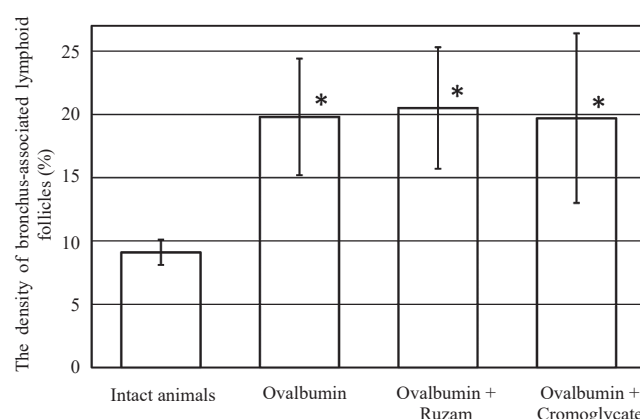 The density of bronchus-associated lymphoid
follicles (%)
25
20
15
10
5
0
*
*
*
Intact animals
Ovalbumin
Ovalbumin +
Ruzam
Ovalbumin +
Cromoglycate